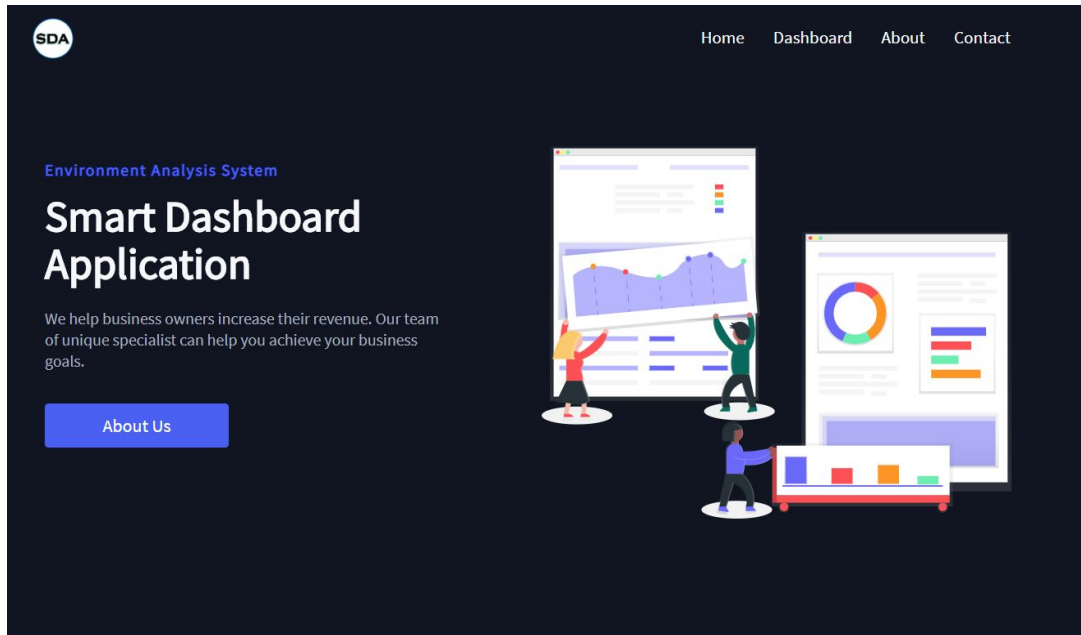 SDA
Home Dashboard About Contact
Environment Analysis System
Smart Dashboard
Application
We help business owners increase their revenue. Our team
of unique specialist can help you achieve your business
goals.
About Us